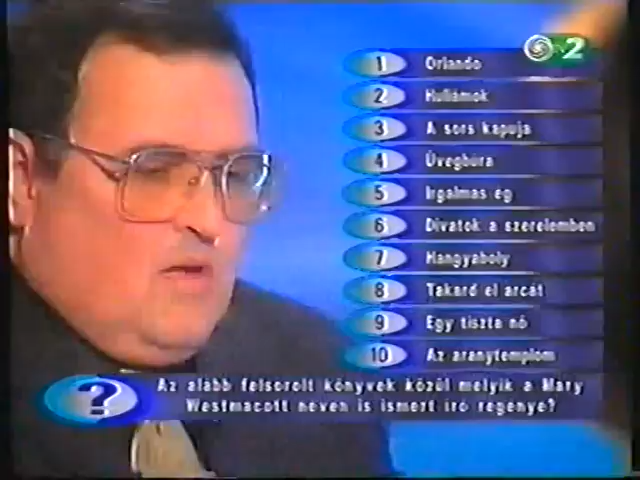 TV2
1 Orlando
2 Hullámok
3 A sors kapuja
4 Üvegbúra
5 Irgalmas ég
6 Divatok a szerelemben
7 Hangyaboly
8 Takard el arcát
9 Egy tiszta nő
10 Az aranytemplom
? Az alább felsorolt könyvek közül melyik a Mary
Westmacott néven is ismert író regénye?